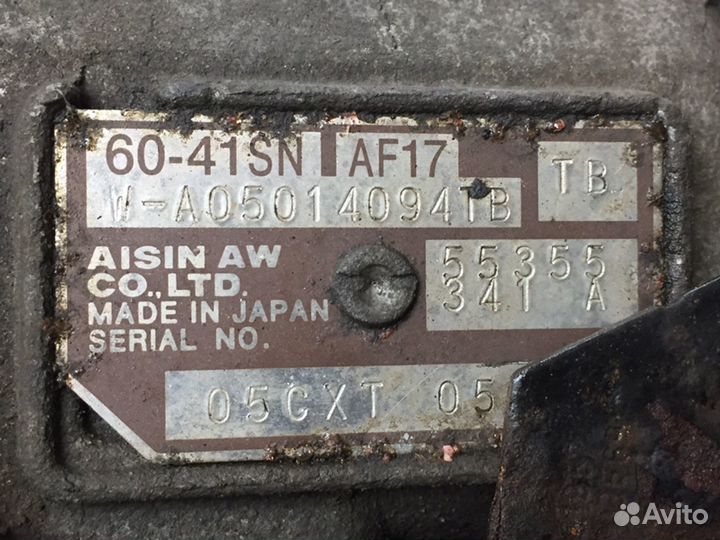 60-41SN AF17
W-A05014094TB TB
AISIN AW
CO.,LTD.
MADE IN JAPAN
SERIAL NO.
55355
341 A
05CXT 05
Avito